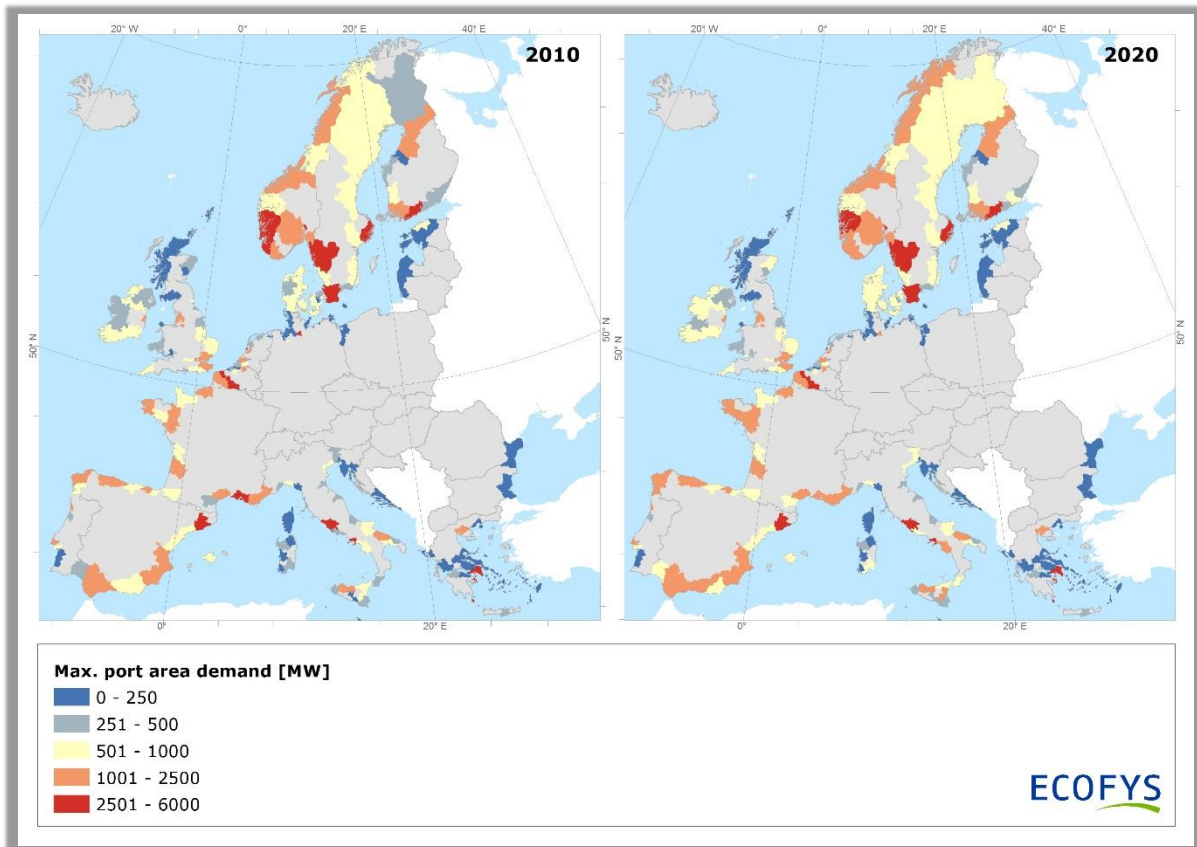 20° W 0° 20° E 40° E
2010
50° N
50° N
0° 20° E
20° W 0° 20° E 40° E
2020
50° N
50° N
0° 20° E
Max. port area demand [MW]
0 - 250
251 - 500
501 - 1000
1001 - 2500
2501 - 6000
ECOFYS